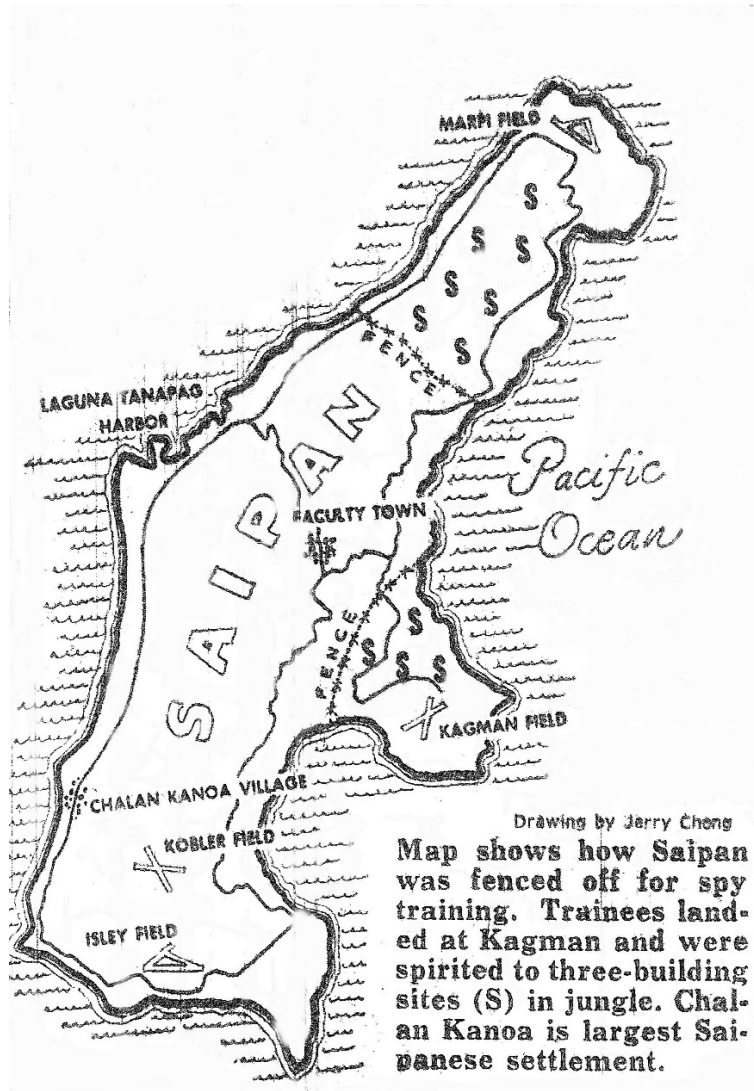 MARPI FIELD
S
S
S
S
S
S
S
FENCE
LAGUNA TANAPAG
HARBOR
SAIPAN
Pacific
Ocean
FACULTY TOWN
FENCE
S
S
S
S
KAGMAN FIELD
CHALAN KANOA VILLAGE
KOBLER FIELD
ISLEY FIELD
Drawing by Jerry Chong
Map shows how Saipan
was fenced off for spy
training. Trainees land-
ed at Kagman and were
spirited to three-building
sites (S) in jungle. Chal-
an Kanoa is largest Sai-
panese settlement.